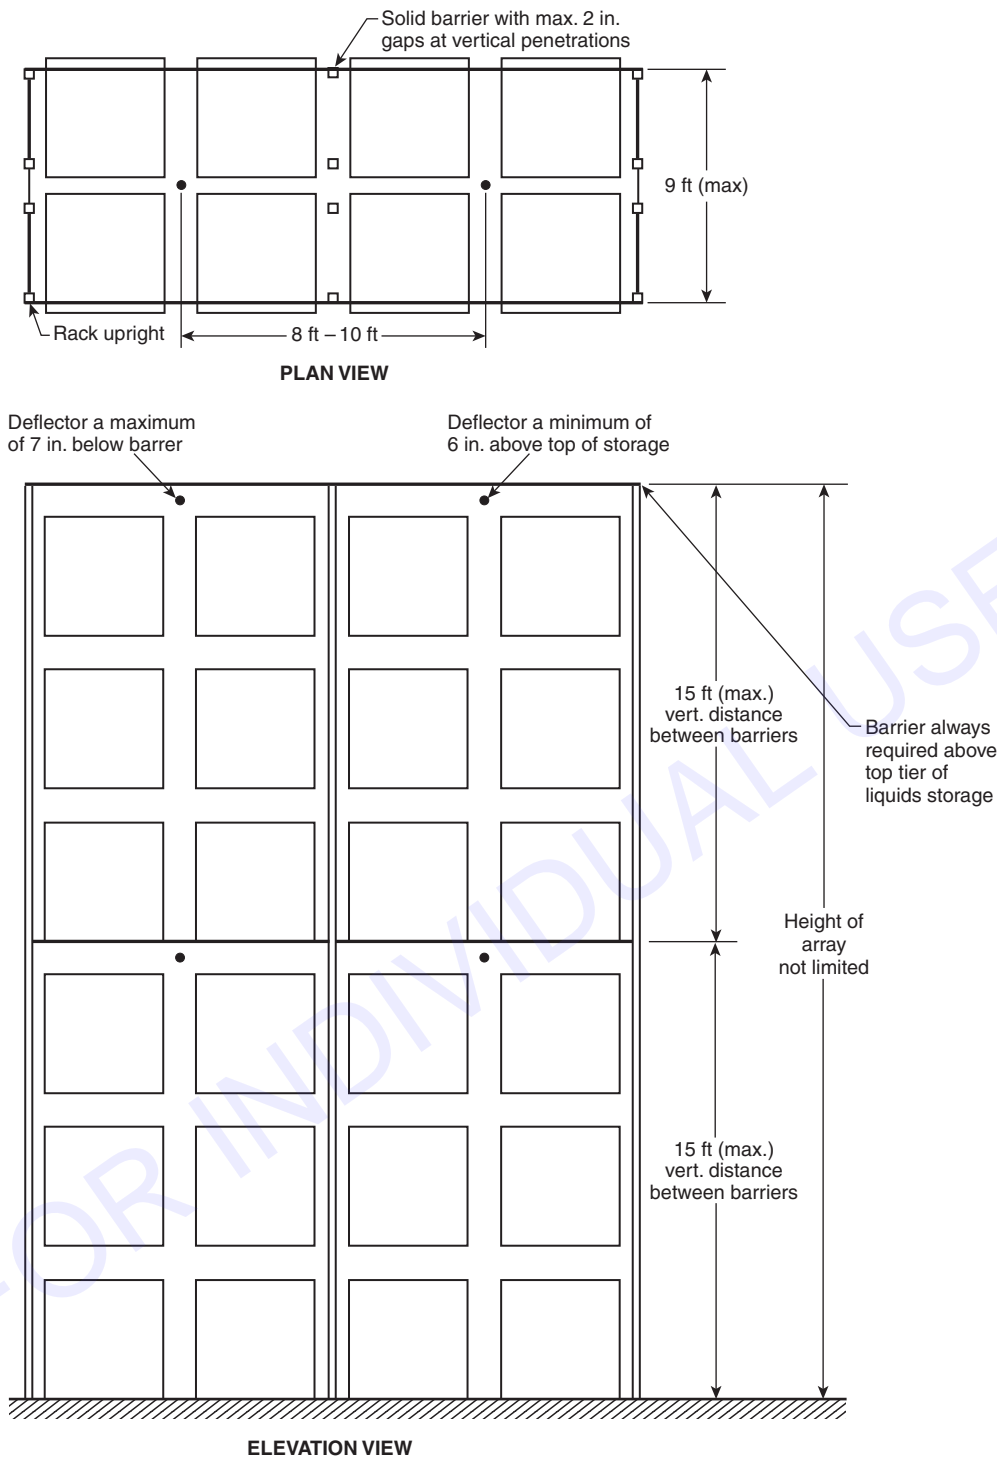 Solid barrier with max. 2 in.
gaps at vertical penetrations
9 ft (max)
Rack upright
8 ft – 10 ft
PLAN VIEW
Deflector a maximum
of 7 in. below barrer
Deflector a minimum of
6 in. above top of storage
15 ft (max.)
vert. distance
between barriers
Barrier always
required above
top tier of
liquids storage
Height of
array
not limited
15 ft (max.)
vert. distance
between barriers
ELEVATION VIEW
FOR INDIVIDUAL USE